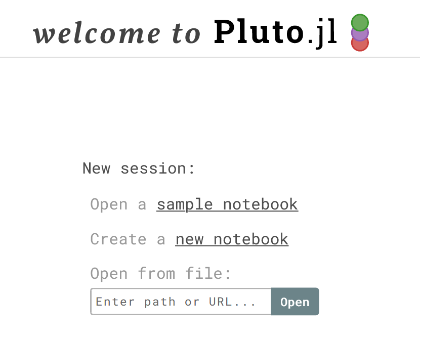 welcome to Pluto.jl
New session:
Open a sample notebook
Create a new notebook
Open from file:
Enter path or URL... Open